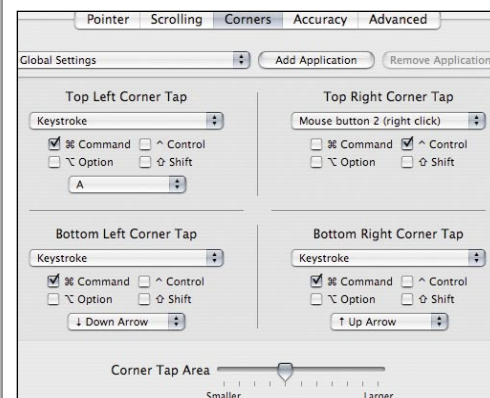 Pointer Scrolling Corners Accuracy Advanced
Global Settings Add Application Remove Application
Top Left Corner Tap
Keystroke
⌘ Command ^ Control
⌥ Option ⇧ Shift
A
Top Right Corner Tap
Mouse button 2 (right click)
⌘ Command ^ Control
⌥ Option ⇧ Shift
Bottom Left Corner Tap
Keystroke
⌘ Command ^ Control
⌥ Option ⇧ Shift
↓ Down Arrow
Bottom Right Corner Tap
Keystroke
⌘ Command ^ Control
⌥ Option ⇧ Shift
↑ Up Arrow
Corner Tap Area
Smaller Larger